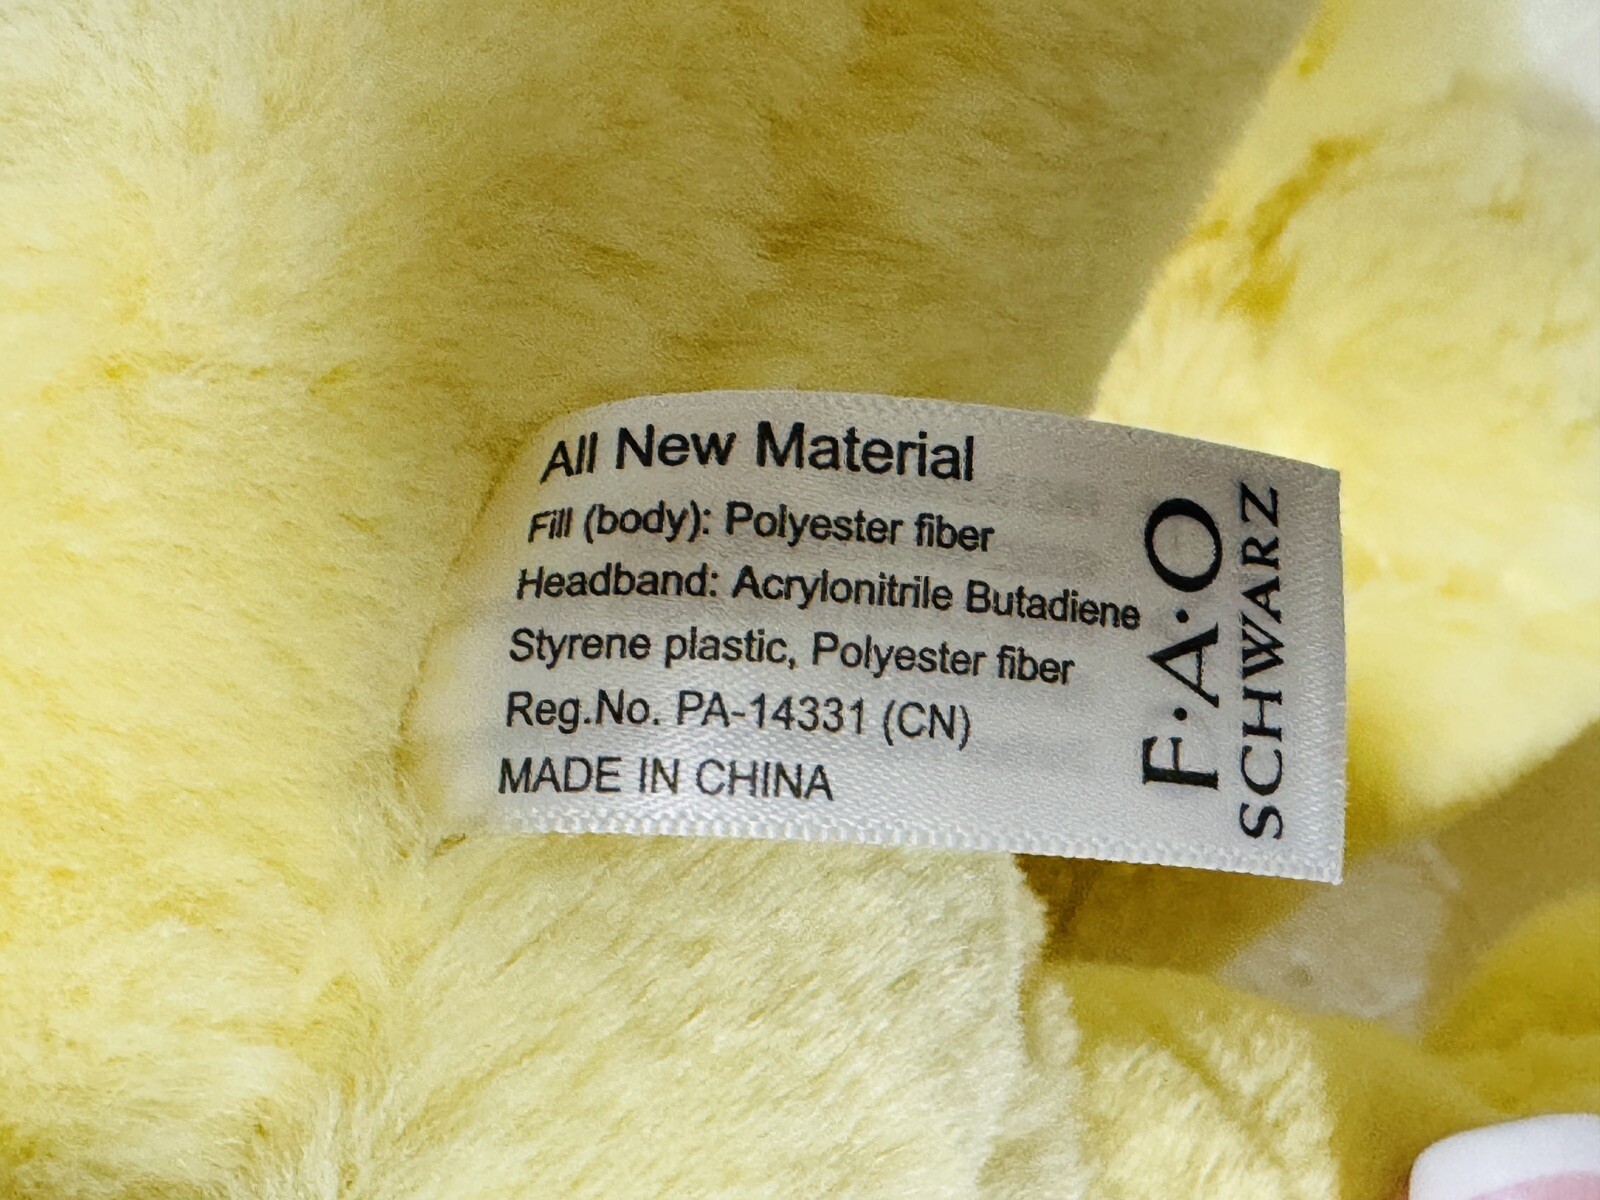 All New Material
Fill (body): Polyester fiber
Headband: Acrylonitrile Butadiene
Styrene plastic, Polyester fiber
Reg.No. PA-14331 (CN)
MADE IN CHINA
F·A·O
SCHWARZ